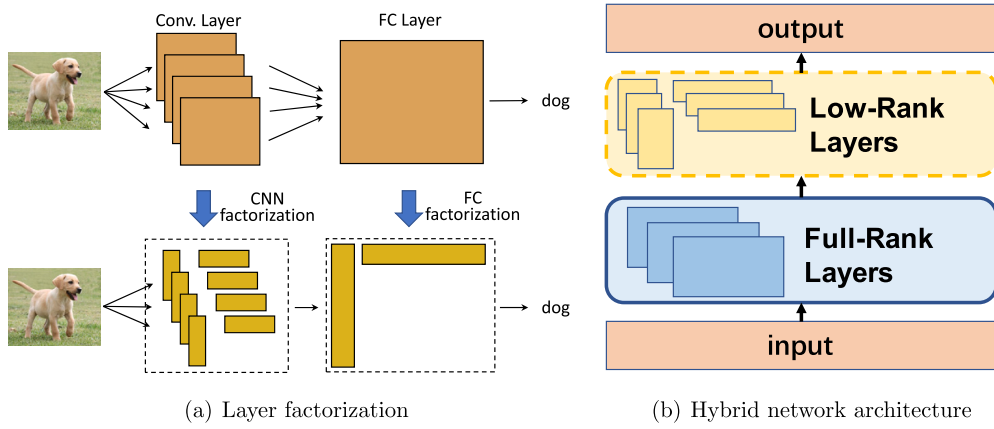 Conv. Layer
FC Layer
dog
CNN
factorization
FC
factorization
dog
(a) Layer factorization
output
Low-Rank
Layers
Full-Rank
Layers
input
(b) Hybrid network architecture